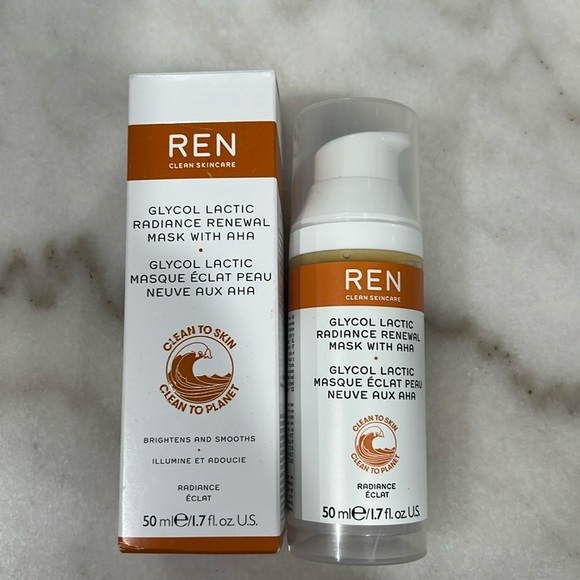 REN
CLEAN SKINCARE
GLYCOL LACTIC
RADIANCE RENEWAL
MASK WITH AHA
GLYCOL LACTIC
MASQUE ÉCLAT PEAU
NEUVE AUX AHA
CLEAN TO SKIN
CLEAN TO PLANET
BRIGHTENS AND SMOOTHS
ILLUMINE ET ADOUCIE
RADIANCE
ÉCLAT
50 ml℮/1.7 fl. oz. U.S.
REN
CLEAN SKINCARE
GLYCOL LACTIC
RADIANCE RENEWAL
MASK WITH AHA
GLYCOL LACTIC
MASQUE ÉCLAT PEAU
NEUVE AUX AHA
CLEAN TO SKIN
CLEAN TO PLANET
RADIANCE
ÉCLAT
50 ml℮/1.7 fl. oz. U.S.